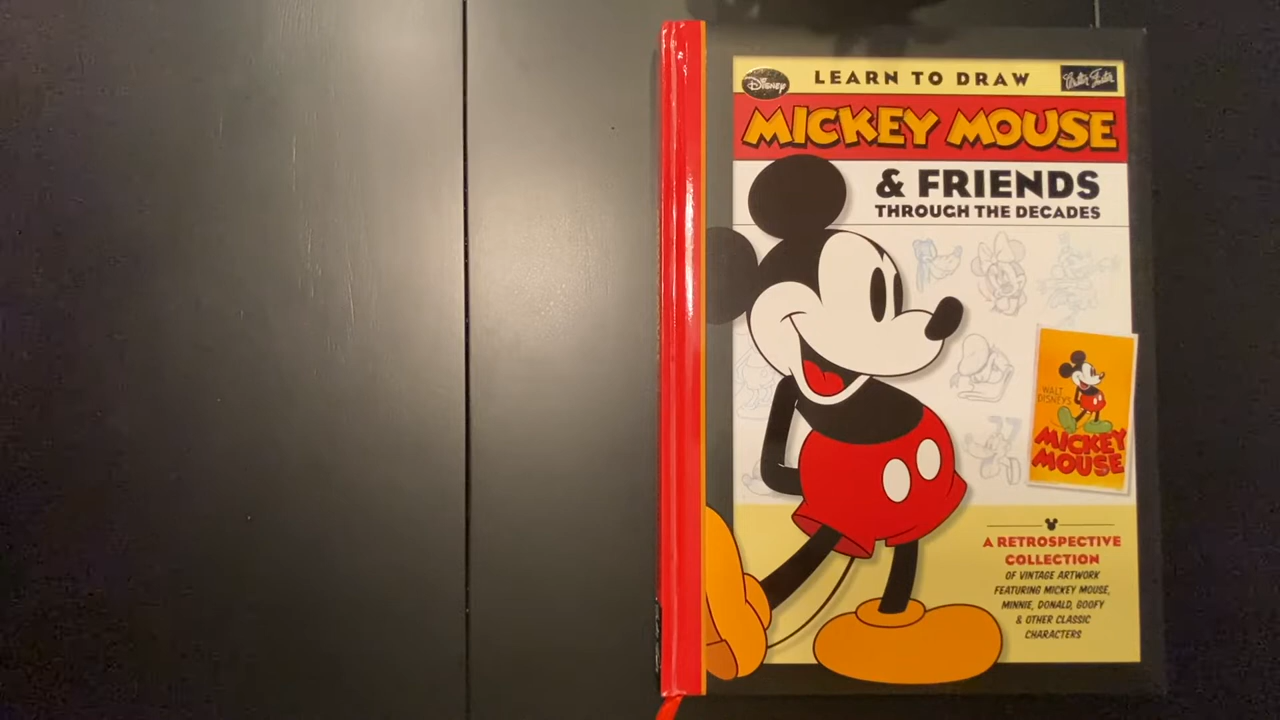 Disney
LEARN TO DRAW
Walter Foster
MICKEY MOUSE
& FRIENDS
THROUGH THE DECADES
WALT
DISNEY'S
MICKEY
MOUSE
A RETROSPECTIVE
COLLECTION
OF VINTAGE ARTWORK
FEATURING MICKEY MOUSE,
MINNIE, DONALD, GOOFY
& OTHER CLASSIC
CHARACTERS